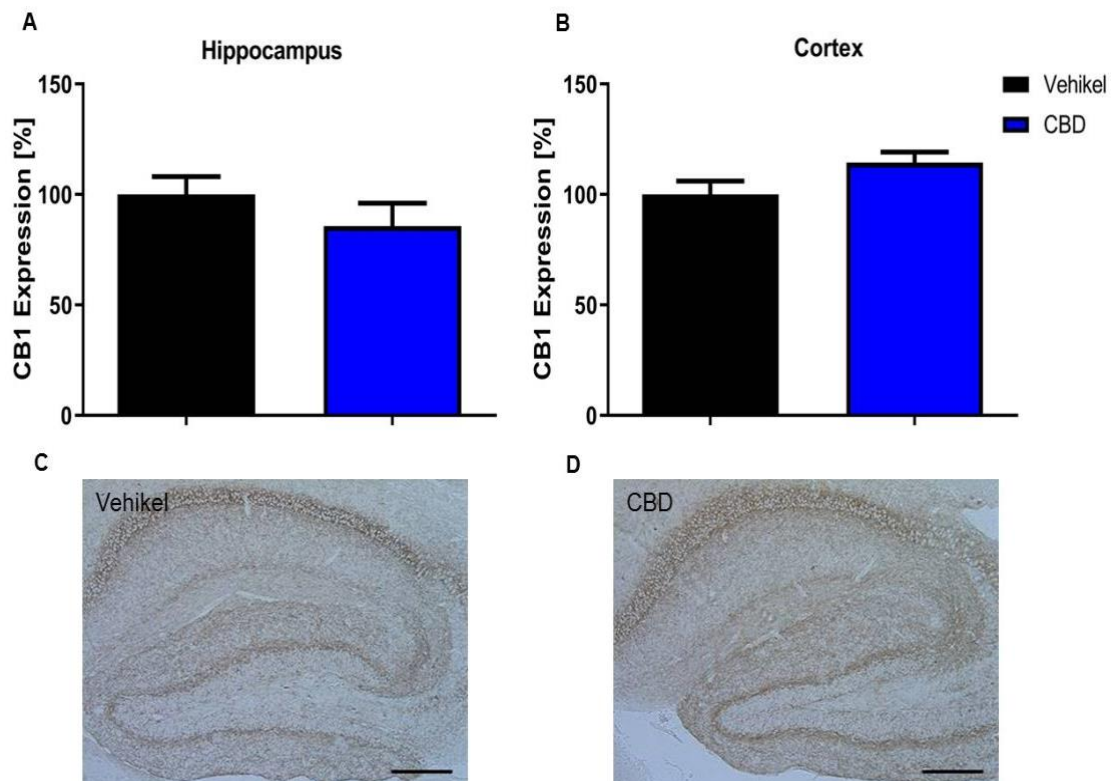 A
Hippocampus
150
100
50
0
CB1 Expression [%]
B
Cortex
150
100
50
0
CB1 Expression [%]
Vehikel
CBD
C
Vehikel
D
CBD